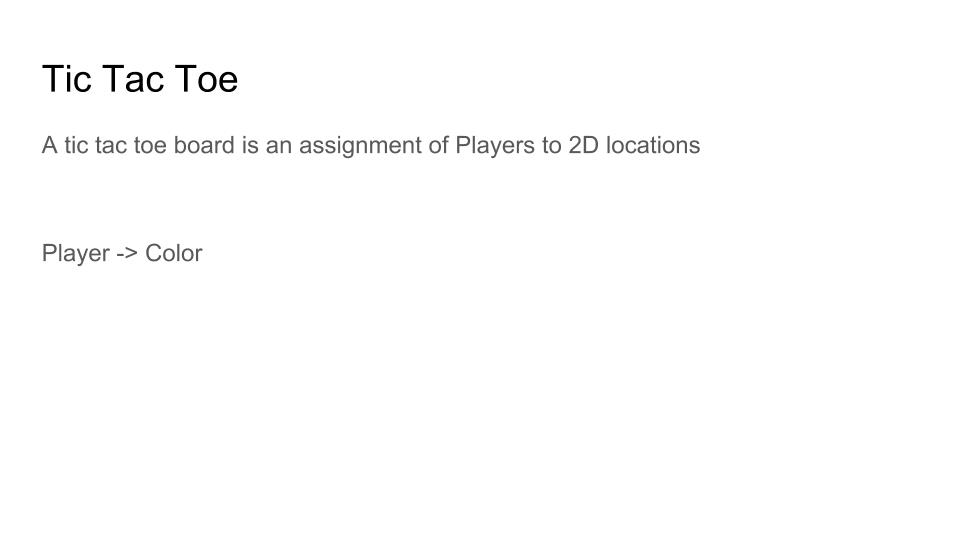 Tic Tac Toe
A tic tac toe board is an assignment of Players to 2D locations
Player -> Color